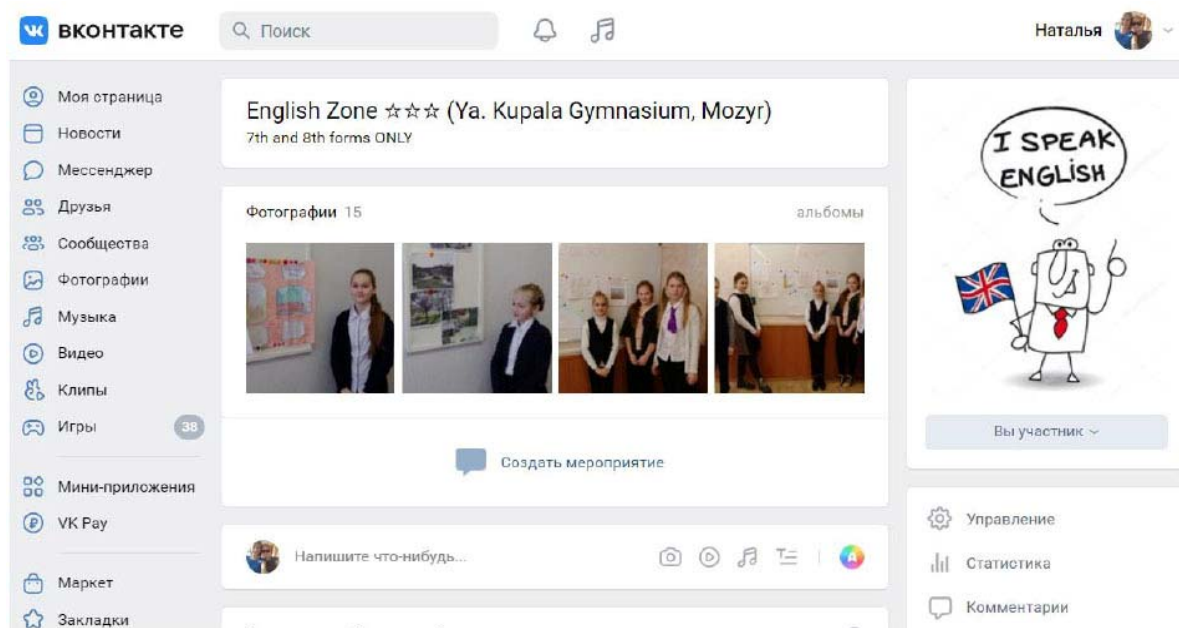 вконтакте
Поиск
Наталья
Моя страница
Новости
Мессенджер
Друзья
Сообщества
Фотографии
Музыка
Видео
Клипы
Игры 38
Мини-приложения
VK Pay
Маркет
Закладки
English Zone ☆☆☆ (Ya. Kupala Gymnasium, Mozyr)
7th and 8th forms ONLY
Фотографии 15
альбомы
Создать мероприятие
Напишите что-нибудь...
I SPEAK
ENGLISH
Вы участник
Управление
Статистика
Комментарии